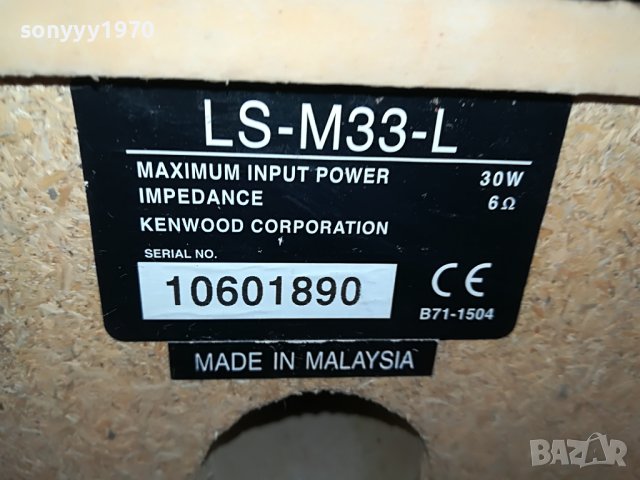 sonyyy1970
LS-M33-L
MAXIMUM INPUT POWER 30W
IMPEDANCE 6Ω
KENWOOD CORPORATION
SERIAL NO.
10601890
CE
B71-1504
MADE IN MALAYSIA
BAZAR